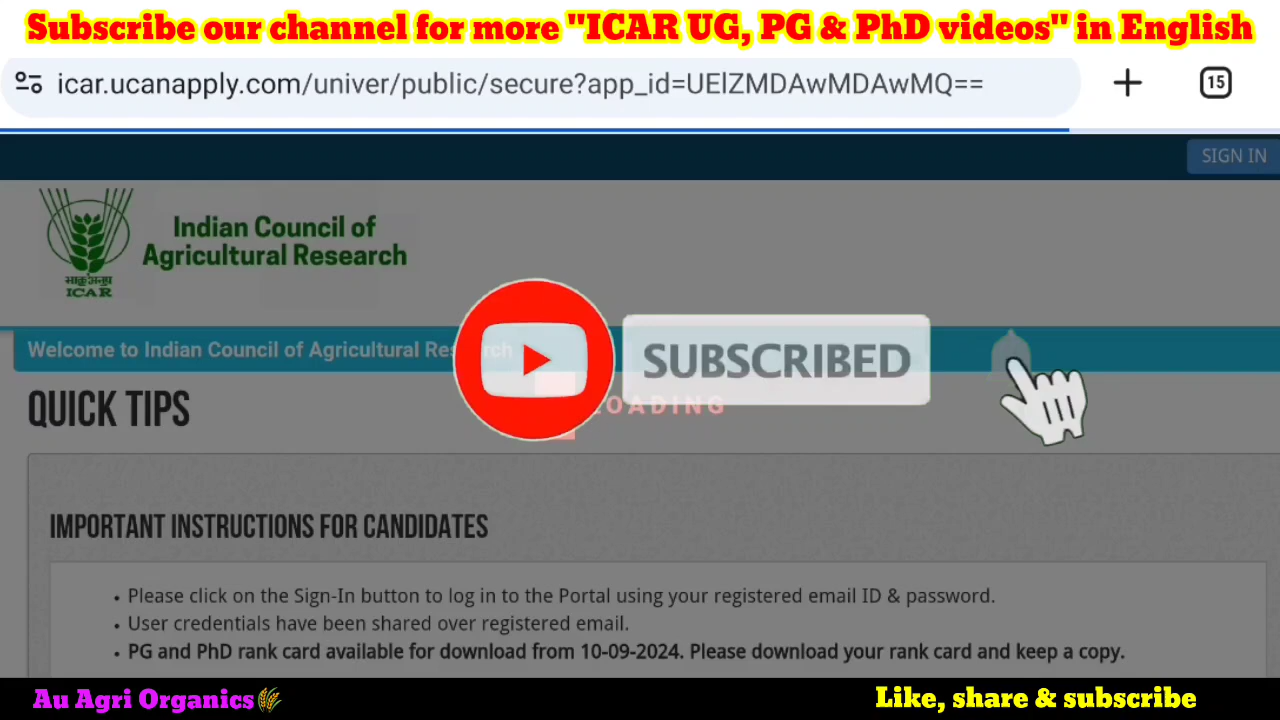 Subscribe our channel for more "ICAR UG, PG & PhD videos" in English
icar.ucanapply.com/univer/public/secure?app_id=UElZMDAwMDAwMQ==
15
SIGN IN
Indian Council of
Agricultural Research
भाकृअनुप
ICAR
Welcome to Indian Council of Agricultural Research
SUBSCRIBED
LOADING
QUICK TIPS
IMPORTANT INSTRUCTIONS FOR CANDIDATES
• Please click on the Sign-In button to log in to the Portal using your registered email ID & password.
• User credentials have been shared over registered email.
• PG and PhD rank card available for download from 10-09-2024. Please download your rank card and keep a copy.
Au Agri Organics🌾
Like, share & subscribe